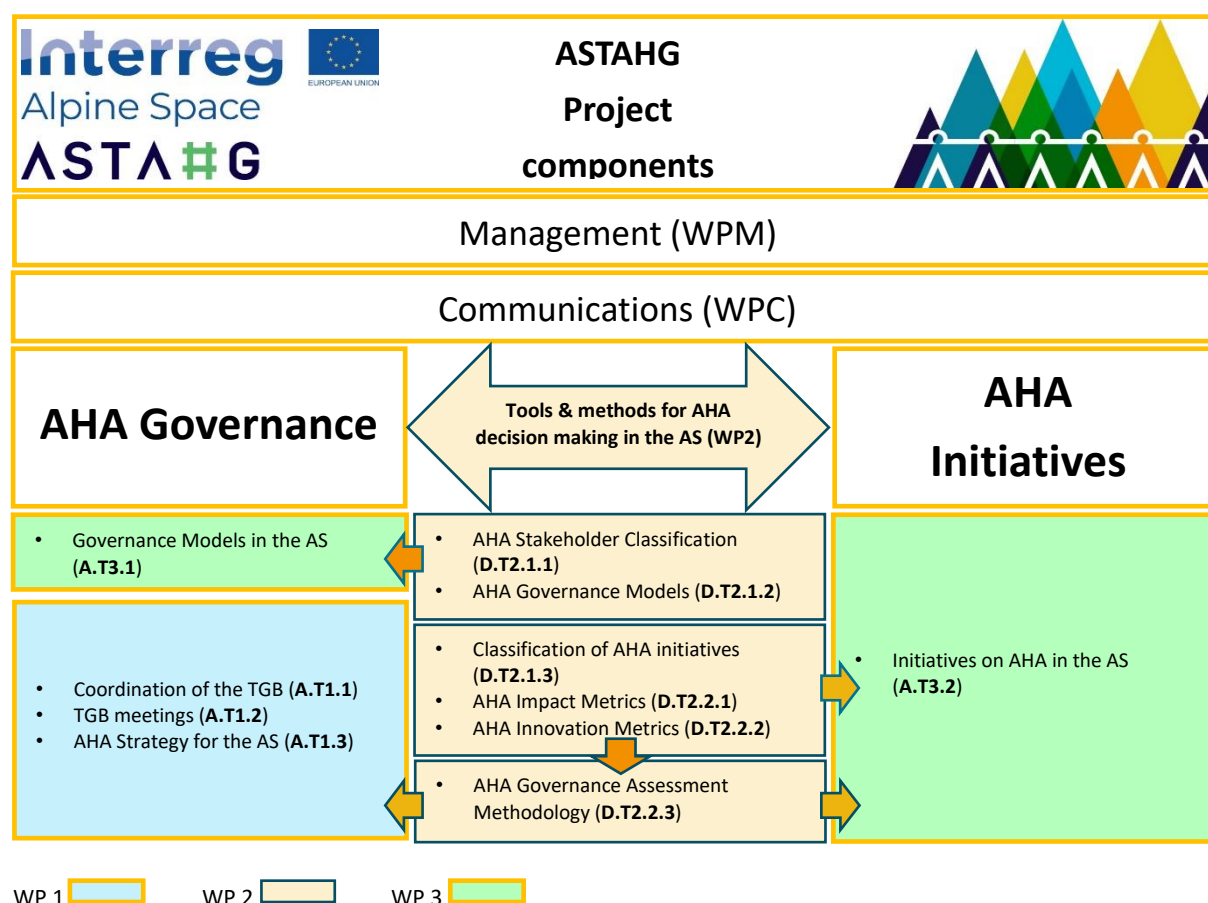 Interreg
EUROPEAN UNION
Alpine Space
ASTAHG
ASTAHG
Project
components
Management (WPM)
Communications (WPC)
AHA Governance
Tools & methods for AHA
decision making in the AS (WP2)
AHA
Initiatives
• Governance Models in the AS
(A.T3.1)
• AHA Stakeholder Classification
(D.T2.1.1)
• AHA Governance Models (D.T2.1.2)
• Coordination of the TGB (A.T1.1)
• TGB meetings (A.T1.2)
• AHA Strategy for the AS (A.T1.3)
• Classification of AHA initiatives
(D.T2.1.3)
• AHA Impact Metrics (D.T2.2.1)
• AHA Innovation Metrics (D.T2.2.2)
• AHA Governance Assessment
Methodology (D.T2.2.3)
• Initiatives on AHA in the AS
(A.T3.2)
WP 1 WP 2 WP 3